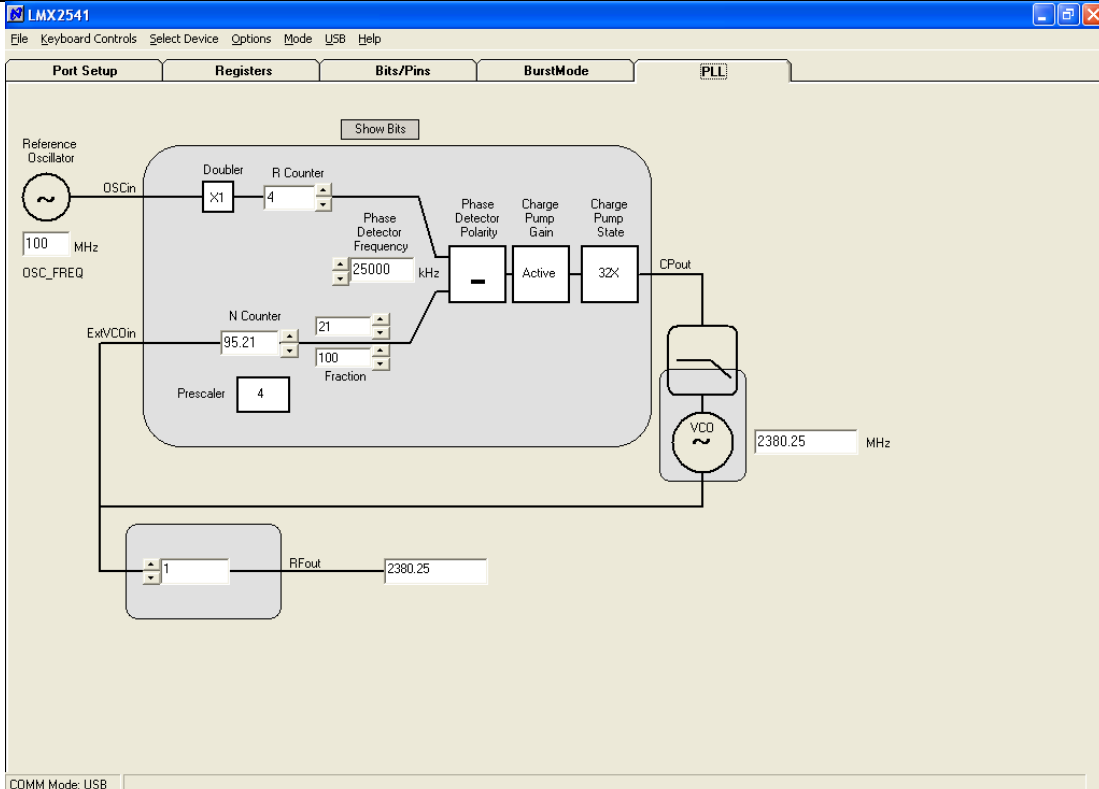 LMX2541
File Keyboard Controls Select Device Options Mode USB Help
Port Setup Registers Bits/Pins BurstMode PLL
Show Bits
Reference
Oscillator
OSCin
100 MHz
OSC_FREQ
Doubler
X1
R Counter
4
Phase
Detector
Frequency
25000 kHz
Phase
Detector
Polarity
-
Charge
Pump
Gain
Active
Charge
Pump
State
32X
CPout
ExtVCOin
N Counter
95.21
21
100
Fraction
Prescaler 4
VCO
2380.25 MHz
1
RFout
2380.25
COMM Mode: USB